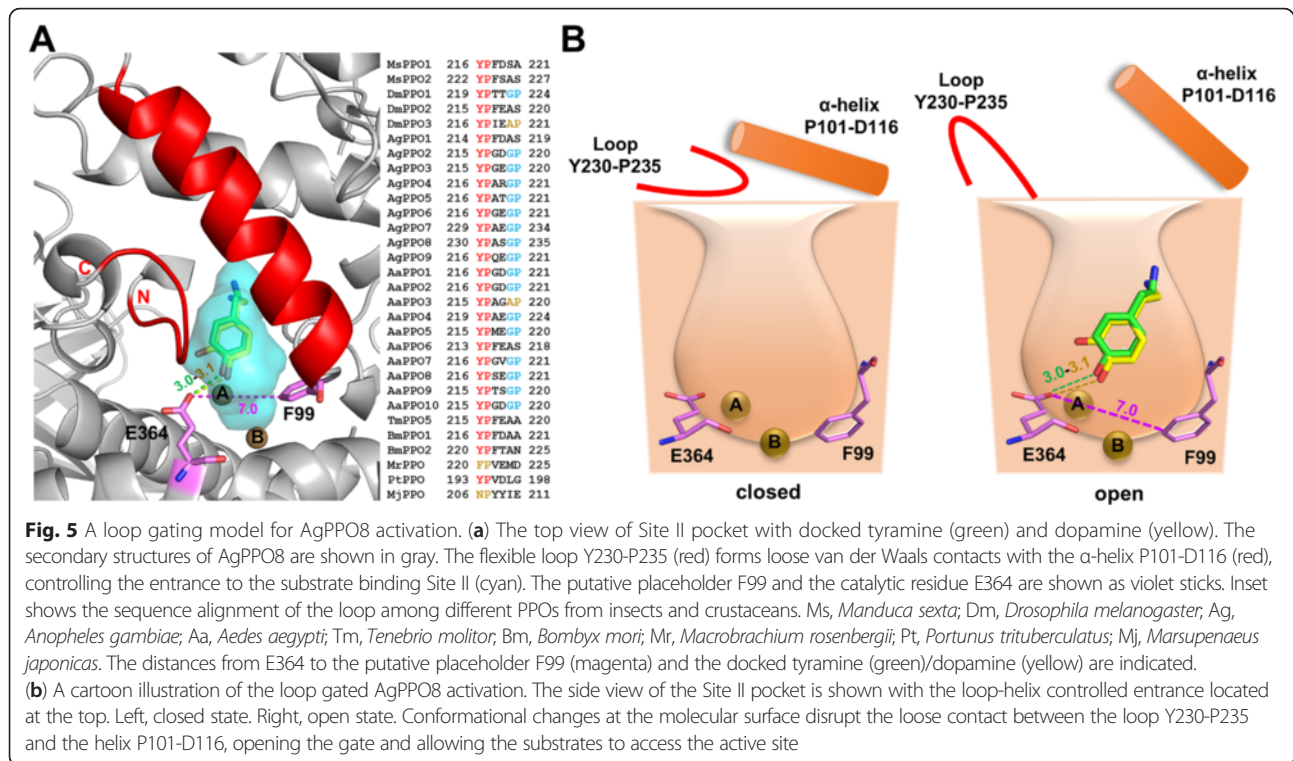 A
C
N
3.0-3.1
A
7.0
F99
B
E364
MsPPO1 216 YPFDSA 221
MsPPO2 222 YPFSAS 227
DmPPO1 219 YPTTGP 224
DmPPO2 215 YPFEAS 220
DmPPO3 216 YPIEAP 221
AgPPO1 214 YPFDAS 219
AgPPO2 215 YPGDGP 220
AgPPO3 215 YPGEGP 220
AgPPO4 216 YPARGP 221
AgPPO5 216 YPATGP 221
AgPPO6 216 YPGEGP 221
AgPPO7 229 YPAEGP 234
AgPPO8 230 YPASGP 235
AgPPO9 216 YPQEGP 221
AaPPO1 216 YPGDGP 221
AaPPO2 216 YPGDGP 221
AaPPO3 215 YPAGAP 220
AaPPO4 219 YPAEGP 224
AaPPO5 215 YPMEGP 220
AaPPO6 213 YPFEAS 218
AaPPO7 216 YPGVGP 221
AaPPO8 216 YPSEGP 221
AaPPO9 215 YPTSGP 220
AaPPO10 215 YPGDGP 220
TmPPO5 215 YPFEAA 220
BmPPO1 216 YPFDAA 221
BmPPO2 220 YPFTAN 225
MrPPO 220 FPVEMD 225
PtPPO 193 YPVDLG 198
MjPPO 206 NPYYIE 211
B
Loop
Y230-P235
α-helix
P101-D116
A
B
E364
F99
closed
Loop
Y230-P235
α-helix
P101-D116
3.0-3.1
A
7.0
B
E364
F99
open
Fig. 5 A loop gating model for AgPPO8 activation. (a) The top view of Site II pocket with docked tyramine (green) and dopamine (yellow). The
secondary structures of AgPPO8 are shown in gray. The flexible loop Y230-P235 (red) forms loose van der Waals contacts with the α-helix P101-D116 (red),
controlling the entrance to the substrate binding Site II (cyan). The putative placeholder F99 and the catalytic residue E364 are shown as violet sticks. Inset
shows the sequence alignment of the loop among different PPOs from insects and crustaceans. Ms, Manduca sexta; Dm, Drosophila melanogaster; Ag,
Anopheles gambiae; Aa, Aedes aegypti; Tm, Tenebrio molitor; Bm, Bombyx mori; Mr, Macrobrachium rosenbergii; Pt, Portunus trituberculatus; Mj, Marsupenaeus
japonicas. The distances from E364 to the putative placeholder F99 (magenta) and the docked tyramine (green)/dopamine (yellow) are indicated.
(b) A cartoon illustration of the loop gated AgPPO8 activation. The side view of the Site II pocket is shown with the loop-helix controlled entrance located
at the top. Left, closed state. Right, open state. Conformational changes at the molecular surface disrupt the loose contact between the loop Y230-P235
and the helix P101-D116, opening the gate and allowing the substrates to access the active site